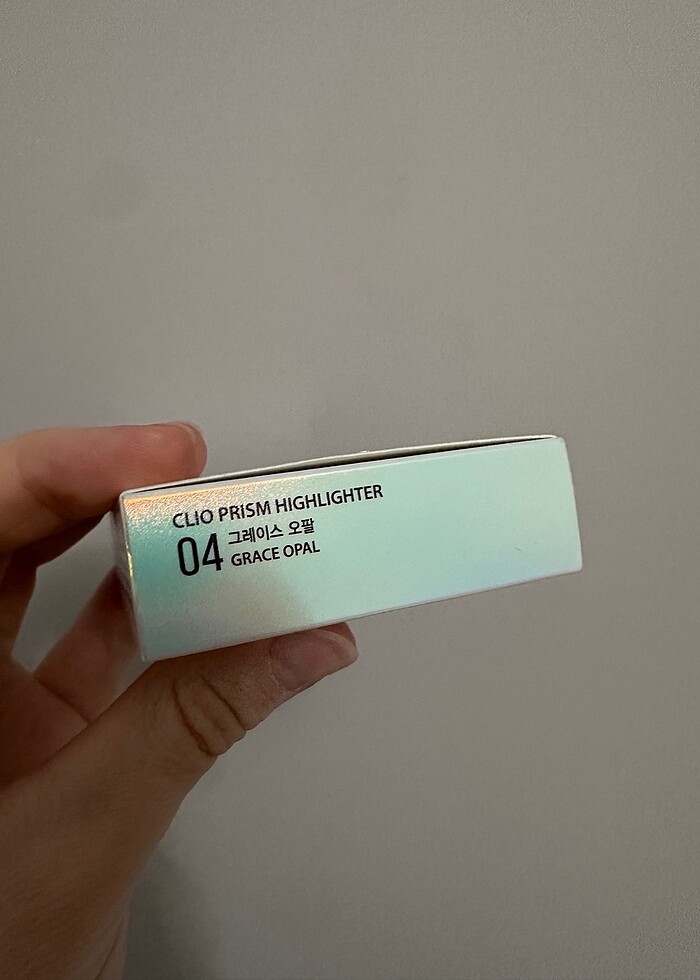 CLIO PRISM HIGHLIGHTER
04 그레이스 오팔
GRACE OPAL